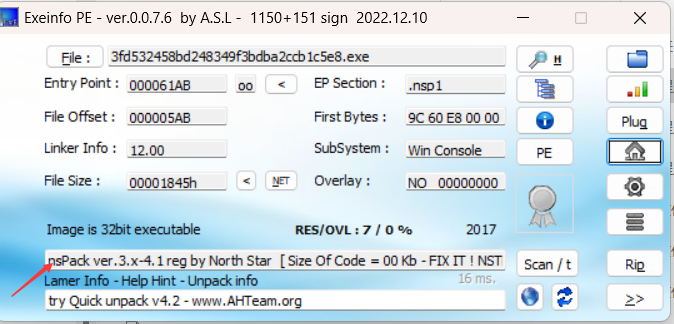 Exeinfo PE - ver.0.0.7.6 by A.S.L - 1150+151 sign 2022.12.10
File : 3fd532458bd248349f3bdba2ccb1c5e8.exe H
Entry Point : 000061AB oo < EP Section : .nsp1
File Offset : 000005AB First Bytes : 9C 60 E8 00 00 Plug
Linker Info : 12.00 SubSystem : Win Console PE
File Size : 00001845h < NET Overlay : NO 00000000
Image is 32bit executable RES/OVL : 7 / 0 % 2017
nsPack ver.3.x-4.1 reg by North Star [ Size Of Code = 00 Kb - FIX IT ! NST Scan / t Rip
Lamer Info - Help Hint - Unpack info 16 ms.
try Quick unpack v4.2 - www.AHTeam.org >>